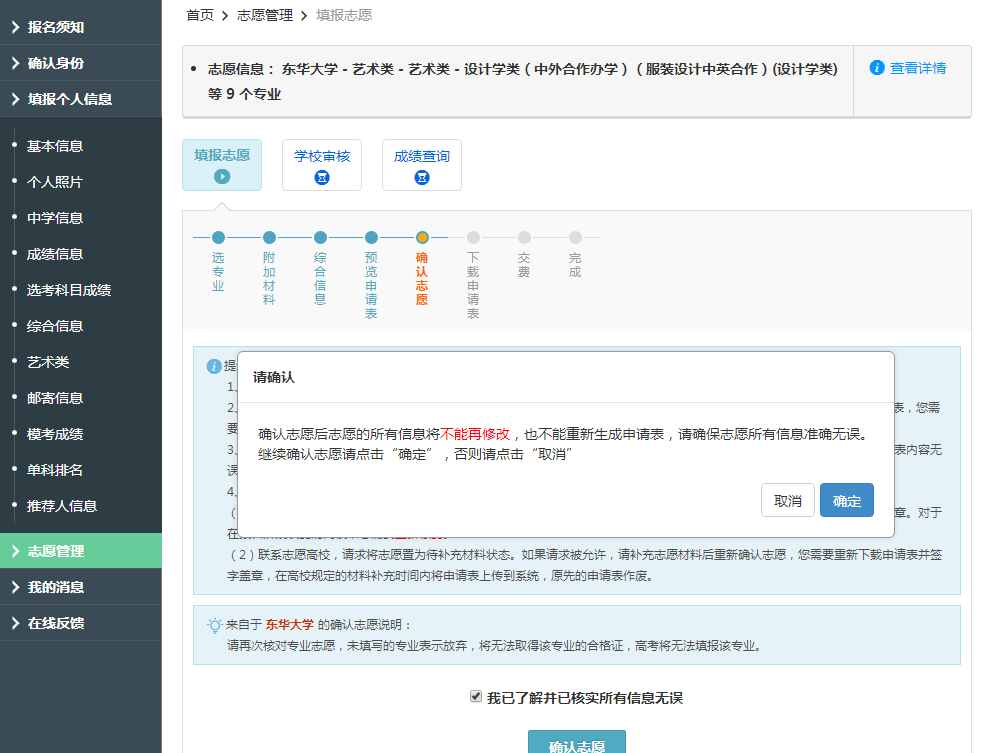 首页 > 志愿管理 > 填报志愿
报名须知
确认身份
填报个人信息
基本信息
个人照片
中学信息
成绩信息
选考科目成绩
综合信息
艺术类
邮寄信息
模考成绩
单科排名
推荐人信息
志愿管理
我的消息
在线反馈
志愿信息： 东华大学 - 艺术类 - 艺术类 - 设计学类（中外合作办学）（服装设计中英合作）(设计学类)
等 9 个专业
查看详情
填报志愿
学校审核
成绩查询
选专业
附加材料
综合信息
预览申请表
确认志愿
下载申请表
交费
完成
提
1、
2、
表，您需
要
3、
表内容无
误
4、
（
章。对于
在
请确认
确认志愿后志愿的所有信息将不能再修改，也不能重新生成申请表，请确保志愿所有信息准确无误。
继续确认志愿请点击“确定”，否则请点击“取消”
取消
确定
（2）联系志愿高校，请求将志愿置为待补充材料状态。如果请求被允许，请补充志愿材料后重新确认志愿，您需要重新下载申请表并签
字盖章，在高校规定的材料补充时间内将申请表上传到系统，原先的申请表作废。
来自于 东华大学 的确认志愿说明：
请再次核对专业志愿，未填写的专业表示放弃，将无法取得该专业的合格证，高考将无法填报该专业。
我已了解并已核实所有信息无误
确认志愿